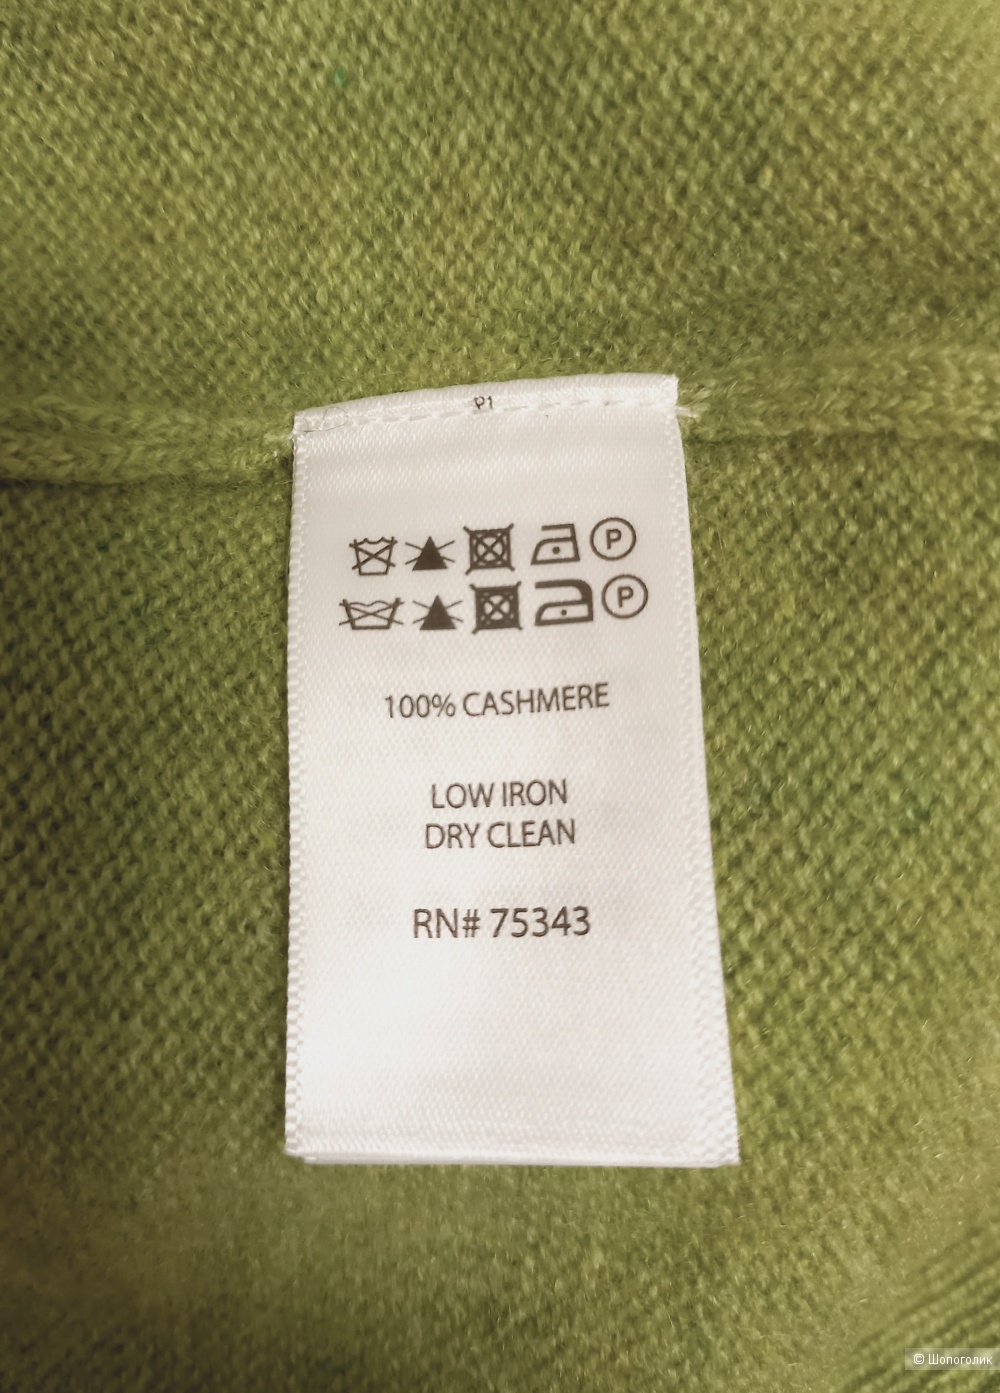 P1
P
P
100% CASHMERE
LOW IRON
DRY CLEAN
RN# 75343
© Шопоголик